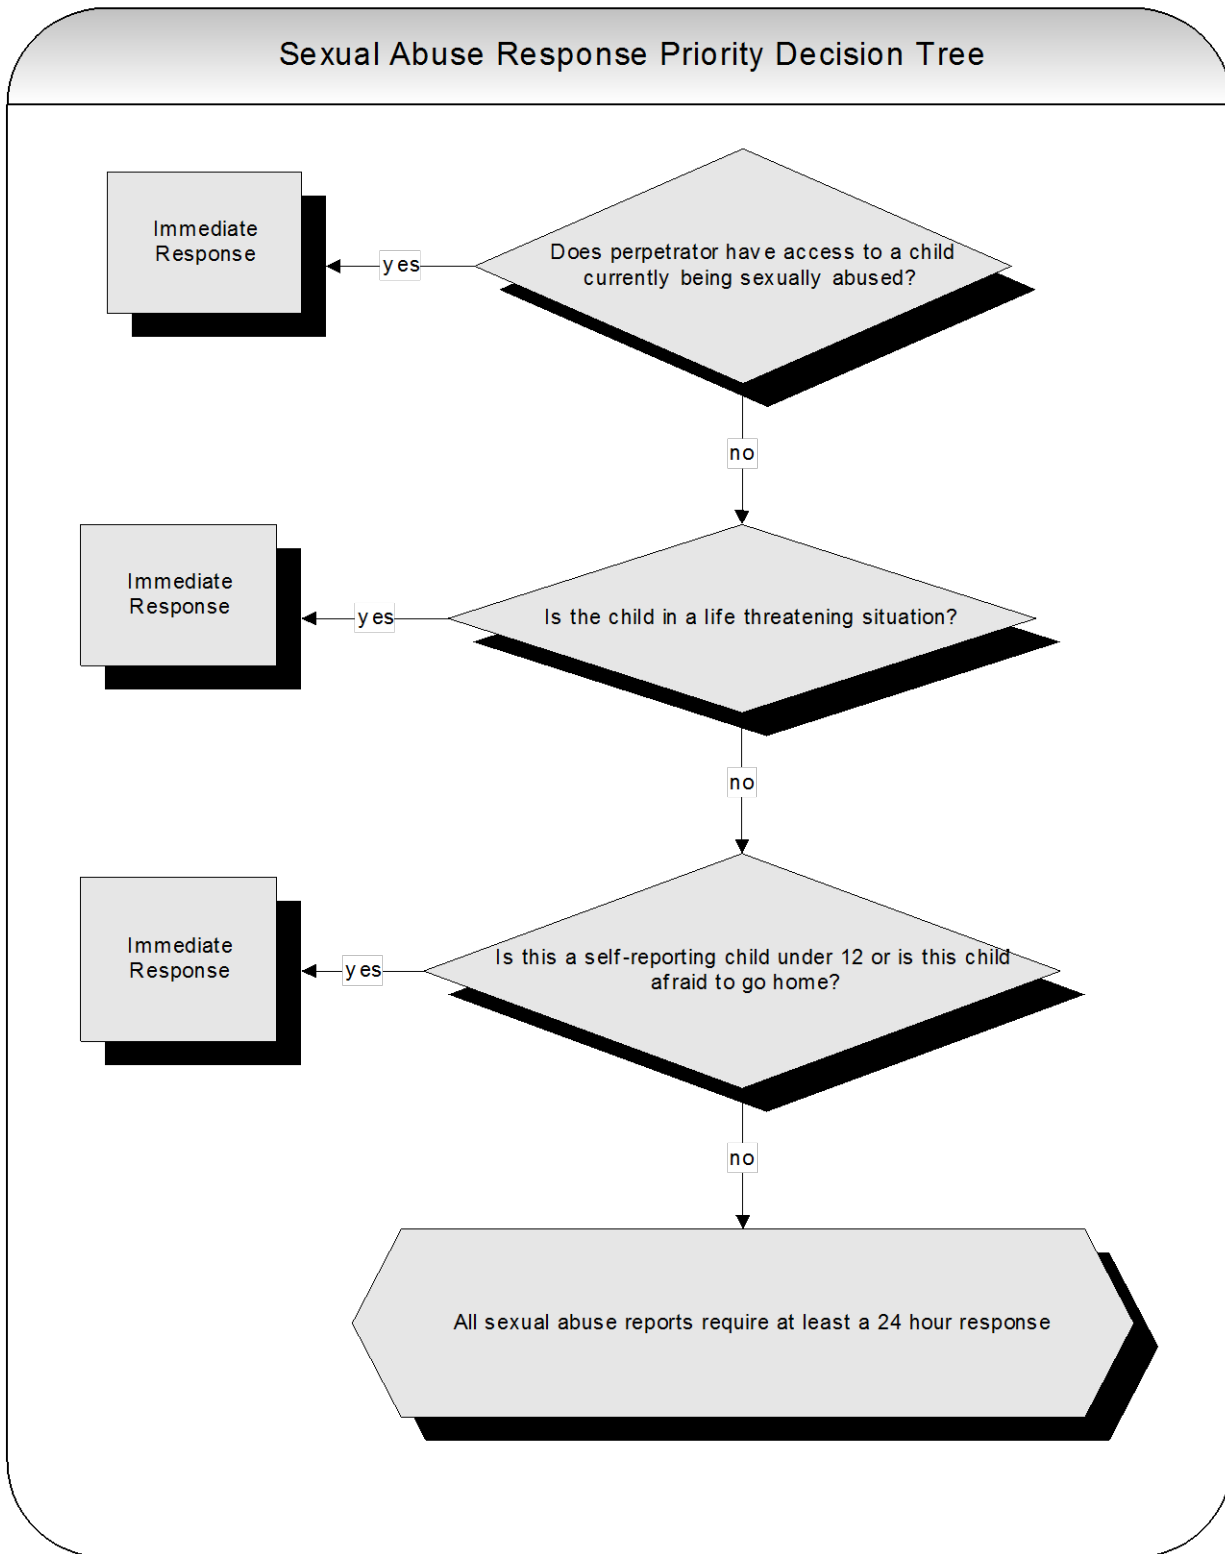 Sexual Abuse Response Priority Decision Tree
Immediate
Response
yes
Does perpetrator have access to a child
currently being sexually abused?
no
Immediate
Response
yes
Is the child in a life threatening situation?
no
Immediate
Response
yes
Is this a self-reporting child under 12 or is this child
afraid to go home?
no
All sexual abuse reports require at least a 24 hour response